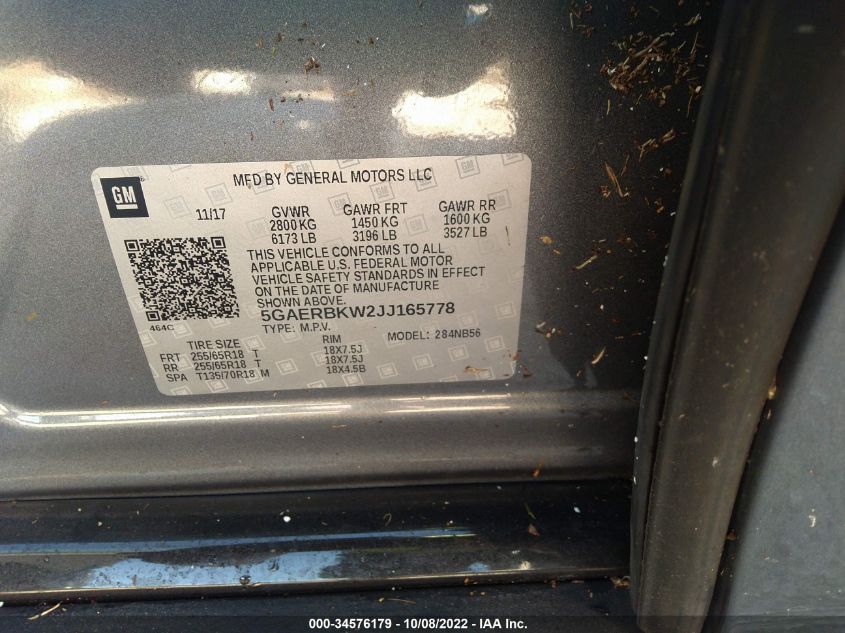 GM
MFD BY GENERAL MOTORS LLC
11/17 GVWR GAWR FRT GAWR RR
2800 KG 1450 KG 1600 KG
6173 LB 3196 LB 3527 LB
THIS VEHICLE CONFORMS TO ALL
APPLICABLE U.S. FEDERAL MOTOR
VEHICLE SAFETY STANDARDS IN EFFECT
ON THE DATE OF MANUFACTURE
SHOWN ABOVE.
464C
5GAERBKW2JJ165778
TYPE: M.P.V. MODEL: 284NB56
TIRE SIZE RIM
FRT 255/65R18 T 18X7.5J
RR 255/65R18 T 18X7.5J
SPA T135/70R18 M 18X4.5B
000-34576179 - 10/08/2022 - IAA Inc.